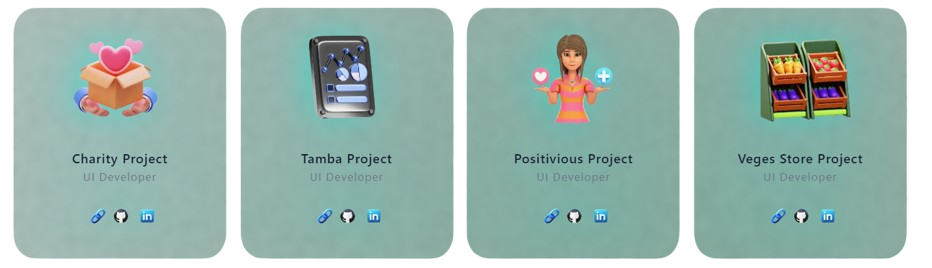 Charity Project
UI Developer
in
Tamba Project
UI Developer
in
Positivious Project
UI Developer
in
Veges Store Project
UI Developer
in